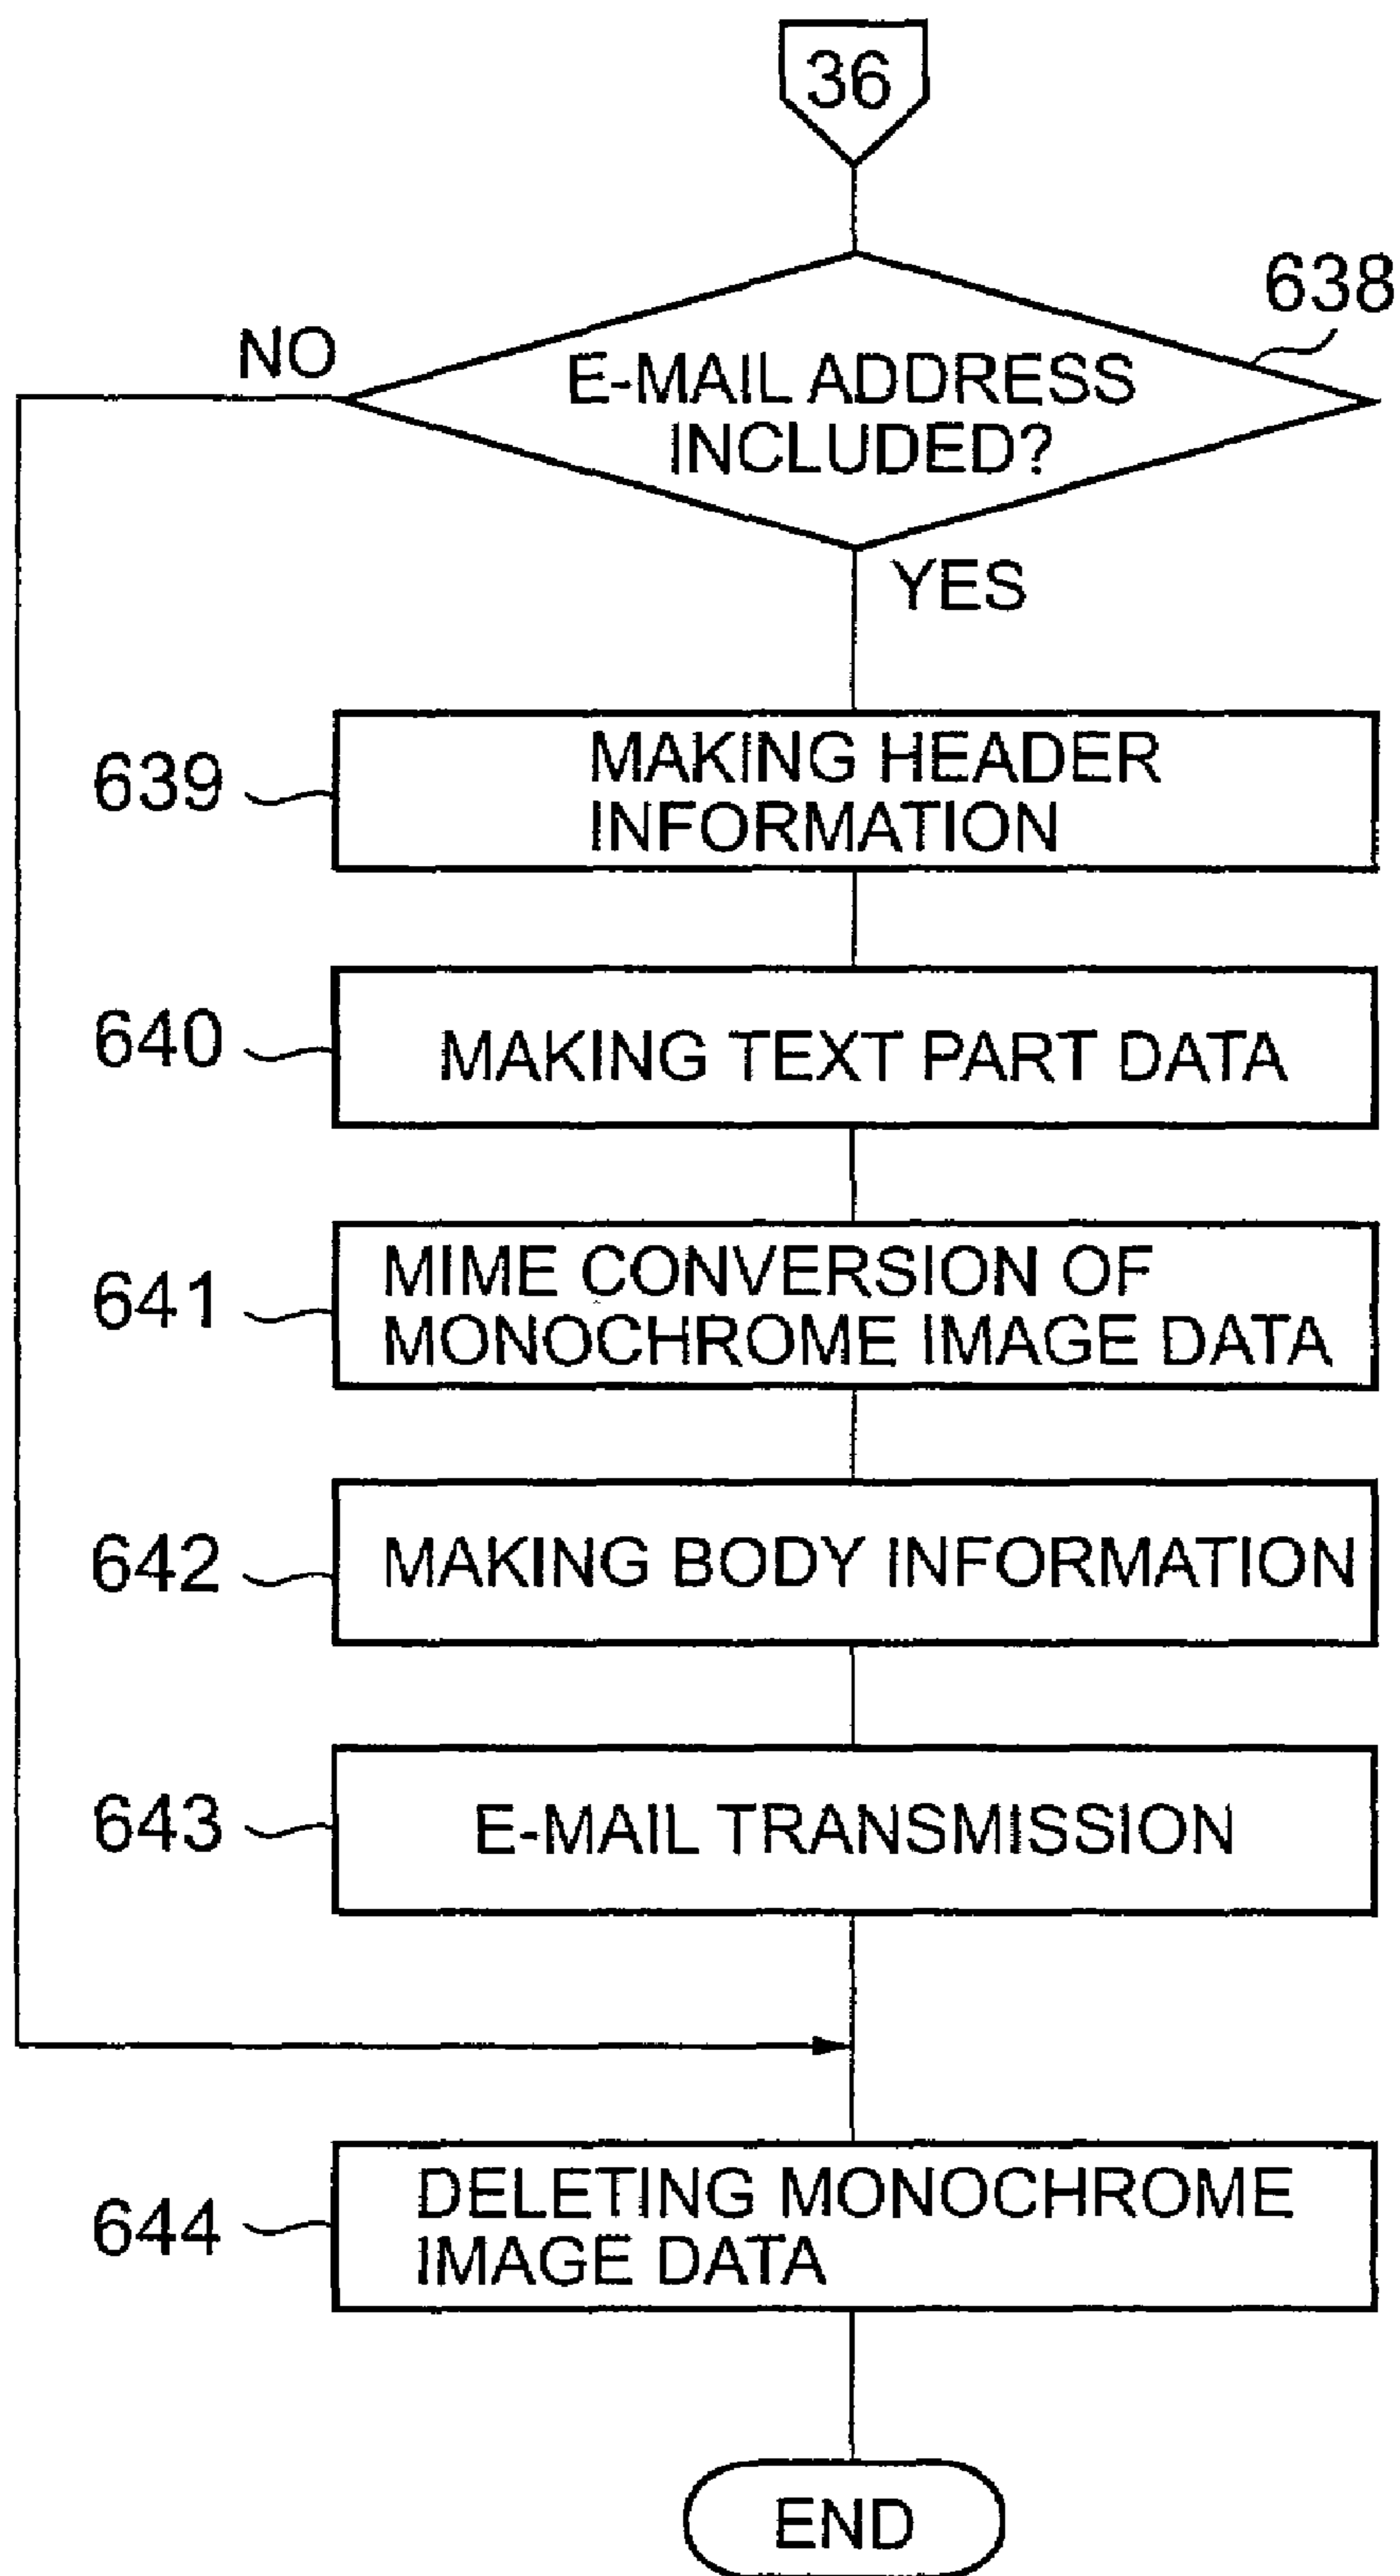 36
638
NO
E-MAIL ADDRESS
INCLUDED?
YES
639
MAKING HEADER
INFORMATION
640
MAKING TEXT PART DATA
641
MIME CONVERSION OF
MONOCHROME IMAGE DATA
642
MAKING BODY INFORMATION
643
E-MAIL TRANSMISSION
644
DELETING MONOCHROME
IMAGE DATA
END